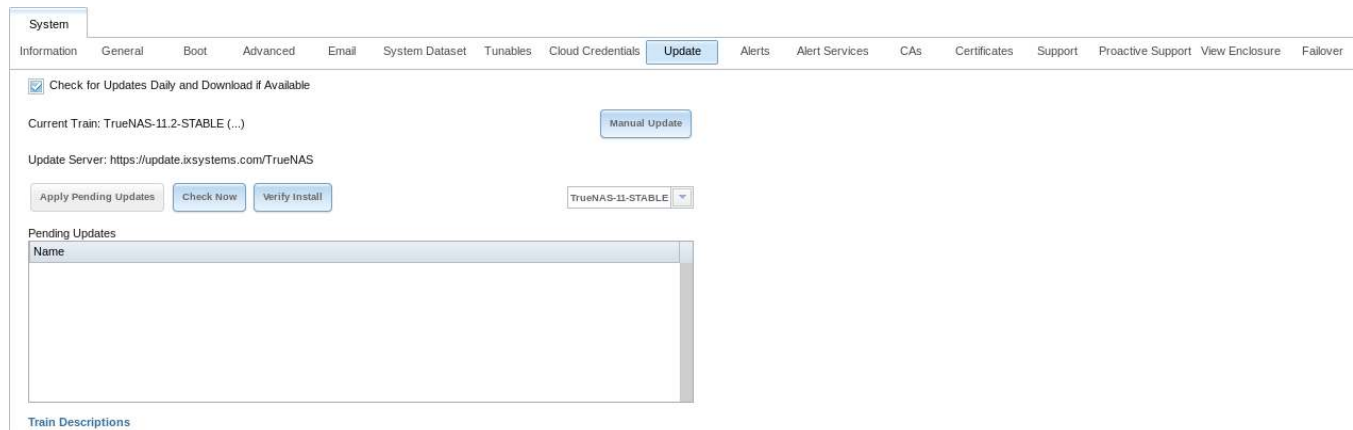 System
Information General Boot Advanced Email System Dataset Tunables Cloud Credentials Update Alerts Alert Services CAs Certificates Support Proactive Support View Enclosure Failover
Check for Updates Daily and Download if Available
Current Train: TrueNAS-11.2-STABLE (...) Manual Update
Update Server: https://update.ixsystems.com/TrueNAS
Apply Pending Updates Check Now Verify Install TrueNAS-11-STABLE
Pending Updates
Name
Train Descriptions